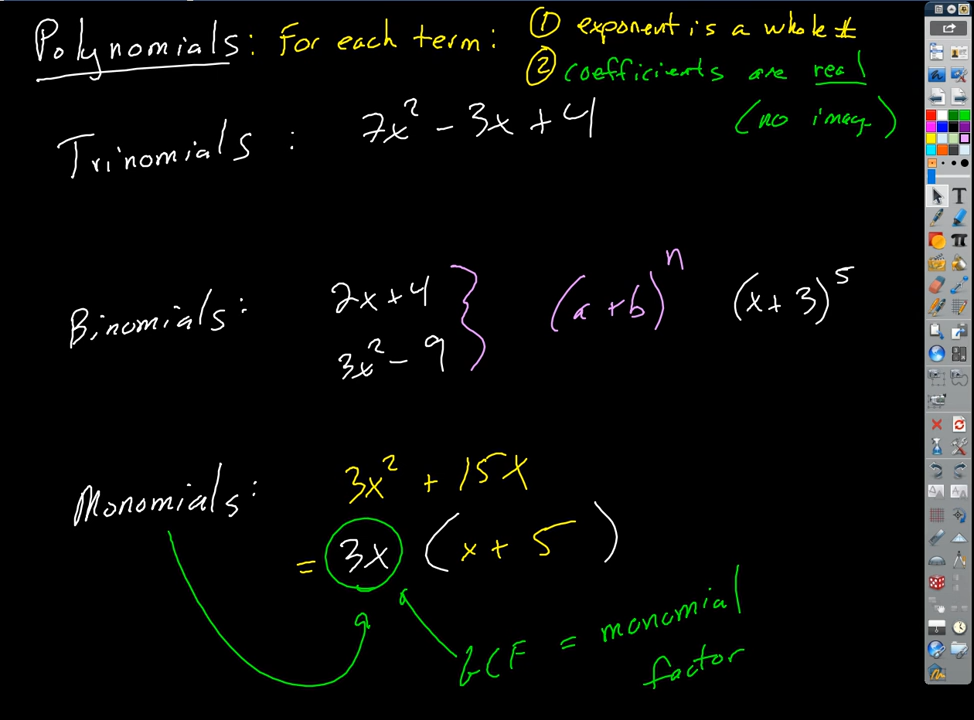 Polynomials: For each term: ① exponent is a whole #
② coefficients are real
(no imag.)
Trinomials: 7x² - 3x + 4
Binomials: 2x + 4
3x² - 9
(a + b)ⁿ (x + 3)⁵
Monomials: 3x² + 15x
= 3x (x + 5)
GCF = monomial
factor